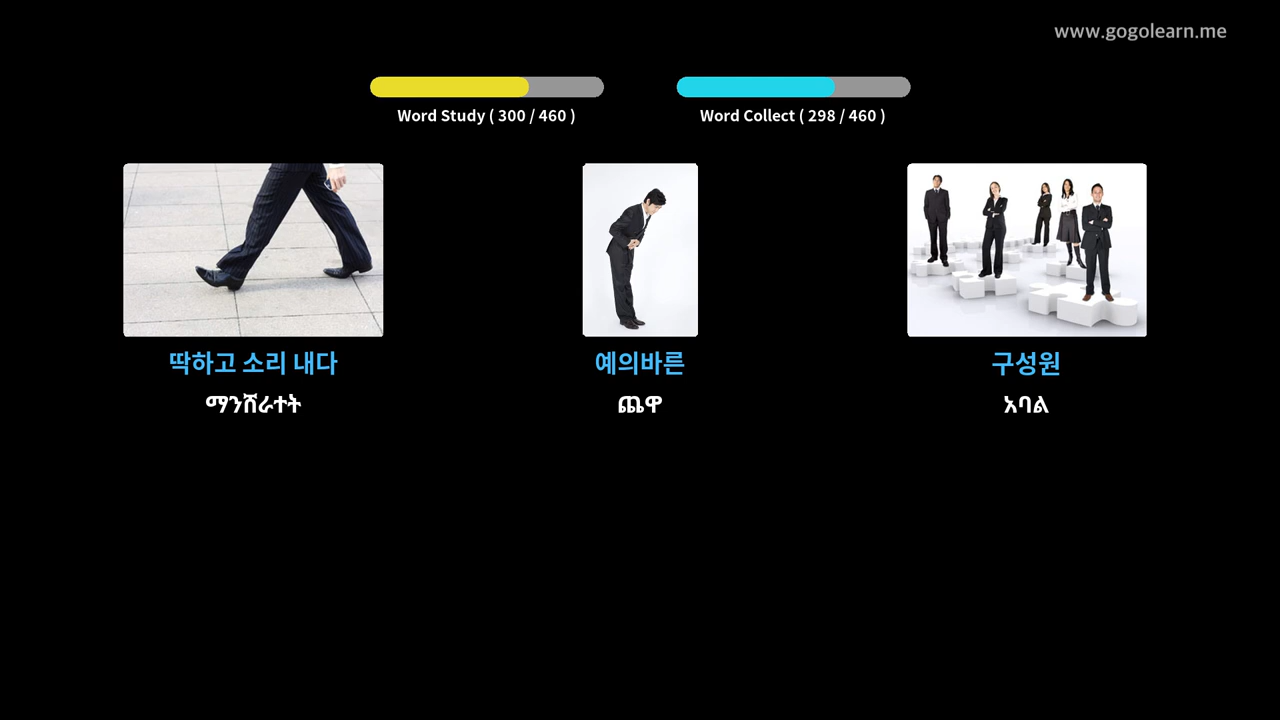 www.gogolearn.me
Word Study ( 300 / 460 )
Word Collect ( 298 / 460 )
딱하고 소리 내다
예의바른
구성원
ማንሸራተት
ጨዋ
አባል